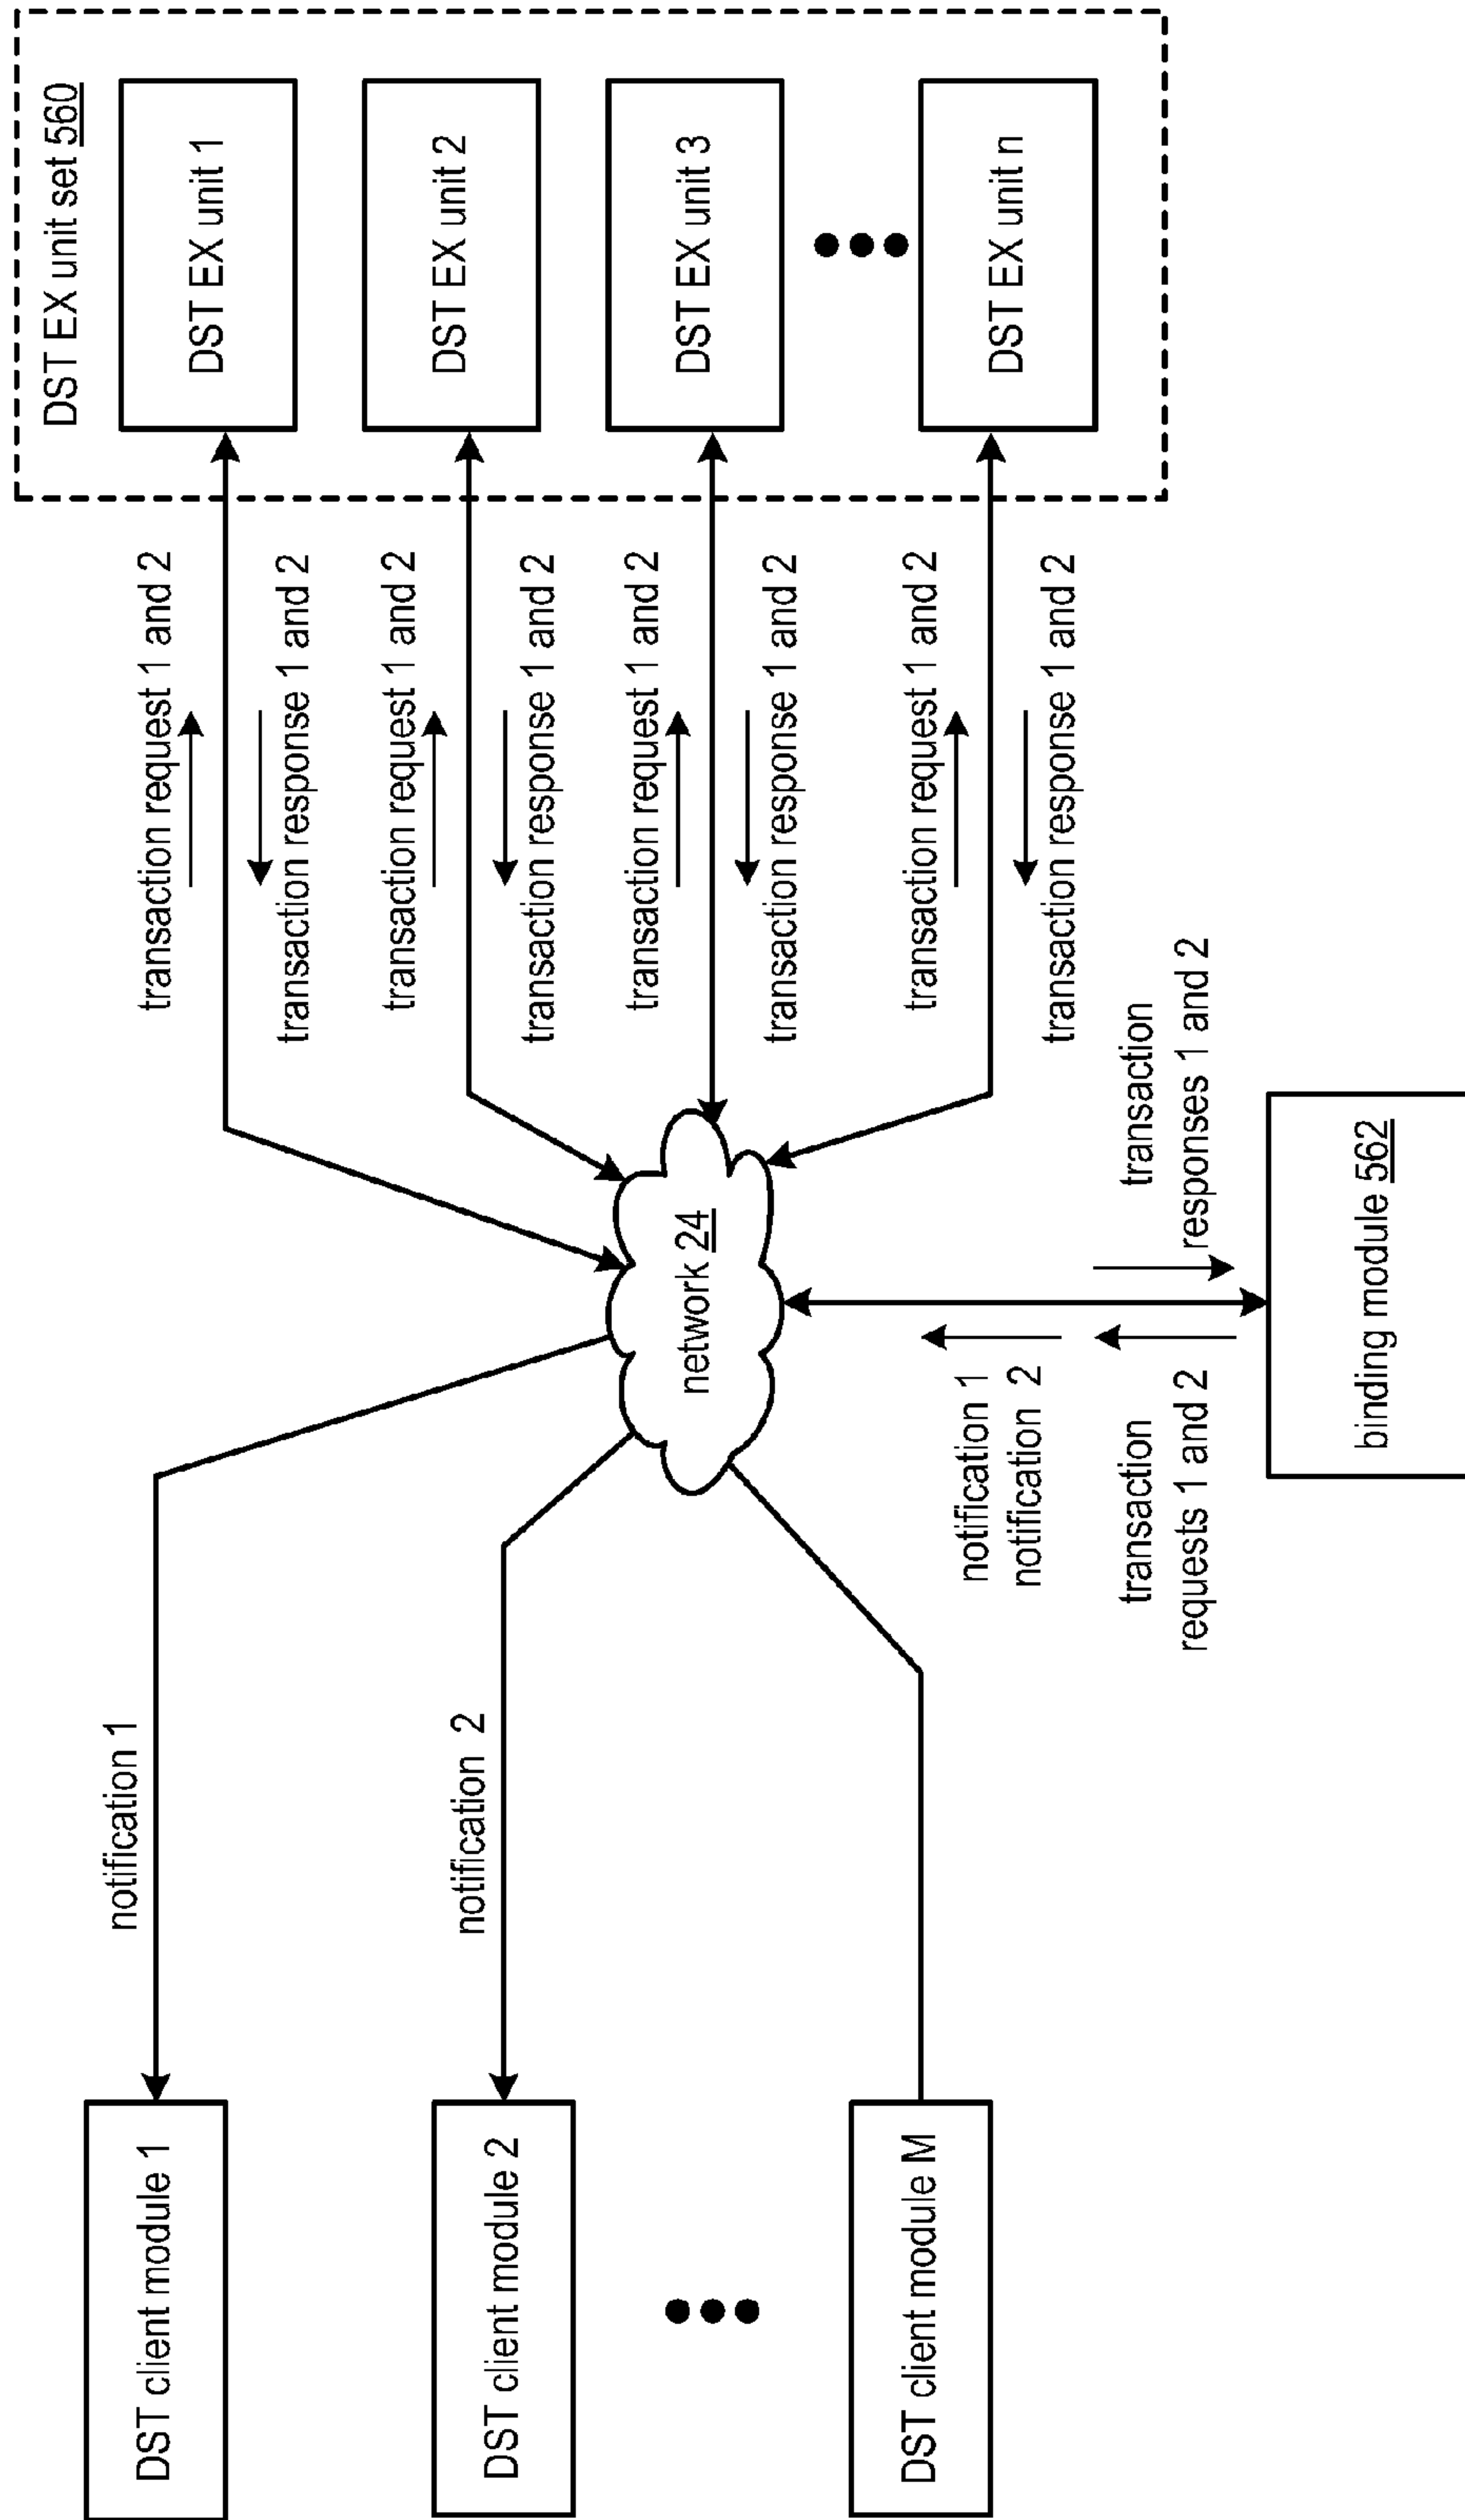 DST client module 1
DST client module 2
DST client module M
notification 1
notification 2
network 24
notification 1
notification 2
transaction
requests 1 and 2
transaction
responses 1 and 2
binding module 562
transaction request 1 and 2
transaction response 1 and 2
transaction request 1 and 2
transaction response 1 and 2
transaction request 1 and 2
transaction response 1 and 2
transaction request 1 and 2
transaction response 1 and 2
DST EX unit set 560
DST EX unit 1
DST EX unit 2
DST EX unit 3
DST EX unit n